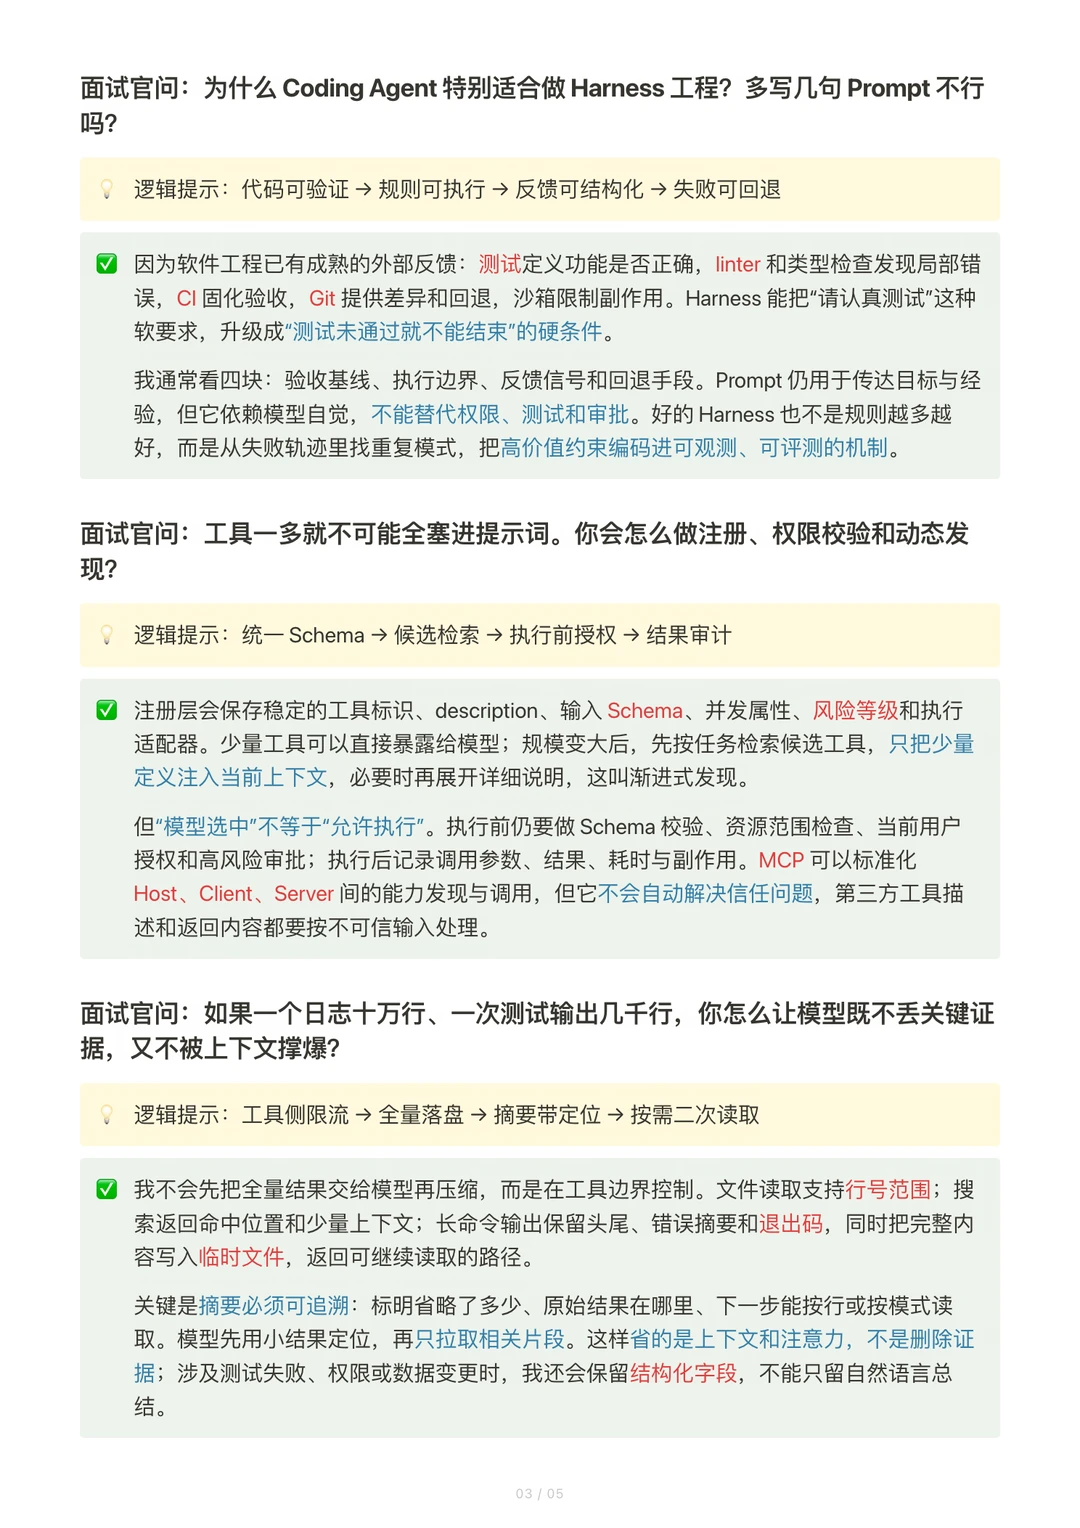 面试官问：为什么 Coding Agent 特别适合做 Harness 工程？多写几句 Prompt 不行
吗？
💡 逻辑提示：代码可验证 → 规则可执行 → 反馈可结构化 → 失败可回退
✅ 因为软件工程已有成熟的外部反馈：测试定义功能是否正确，linter 和类型检查发现局部错
误，CI 固化验收，Git 提供差异和回退，沙箱限制副作用。Harness 能把“请认真测试”这种
软要求，升级成“测试未通过就不能结束”的硬条件。
我通常看四块：验收基线、执行边界、反馈信号和回退手段。Prompt 仍用于传达目标与经
验，但它依赖模型自觉，不能替代权限、测试和审批。好的 Harness 也不是规则越多越
好，而是从失败轨迹里找重复模式，把高价值约束编码进可观测、可评测的机制。
面试官问：工具一多就不可能全塞进提示词。你会怎么做注册、权限校验和动态发
现？
💡 逻辑提示：统一 Schema → 候选检索 → 执行前授权 → 结果审计
✅ 注册层会保存稳定的工具标识、description、输入 Schema、并发属性、风险等级和执行
适配器。少量工具可以直接暴露给模型；规模变大后，先按任务检索候选工具，只把少量
定义注入当前上下文，必要时再展开详细说明，这叫渐进式发现。
但“模型选中”不等于“允许执行”。执行前仍要做 Schema 校验、资源范围检查、当前用户
授权和高风险审批；执行后记录调用参数、结果、耗时与副作用。MCP 可以标准化
Host、Client、Server 间的能力发现与调用，但它不会自动解决信任问题，第三方工具描
述和返回内容都要按不可信输入处理。
面试官问：如果一个日志十万行、一次测试输出几千行，你怎么让模型既不丢关键证
据，又不被上下文撑爆？
💡 逻辑提示：工具侧限流 → 全量落盘 → 摘要带定位 → 按需二次读取
✅ 我不会先把全量结果交给模型再压缩，而是在工具边界控制。文件读取支持行号范围；搜
索返回命中位置和少量上下文；长命令输出保留头尾、错误摘要和退出码，同时把完整内
容写入临时文件，返回可继续读取的路径。
关键是摘要必须可追溯：标明省略了多少、原始结果在哪里、下一步能按行或按模式读
取。模型先用小结果定位，再只拉取相关片段。这样省的是上下文和注意力，不是删除证
据；涉及测试失败、权限或数据变更时，我还会保留结构化字段，不能只留自然语言总
结。
03 / 05